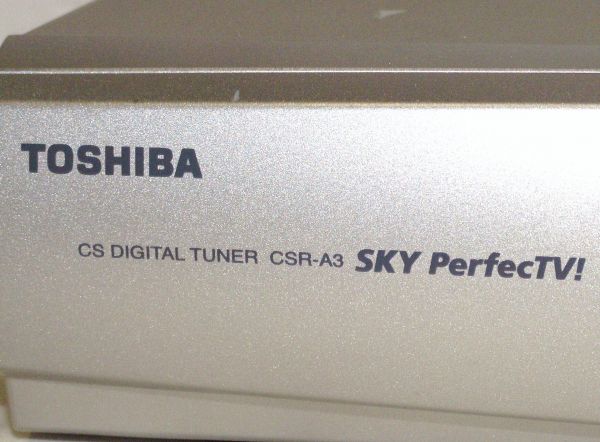 TOSHIBA
CS DIGITAL TUNER CSR-A3 SKY PerfecTV!